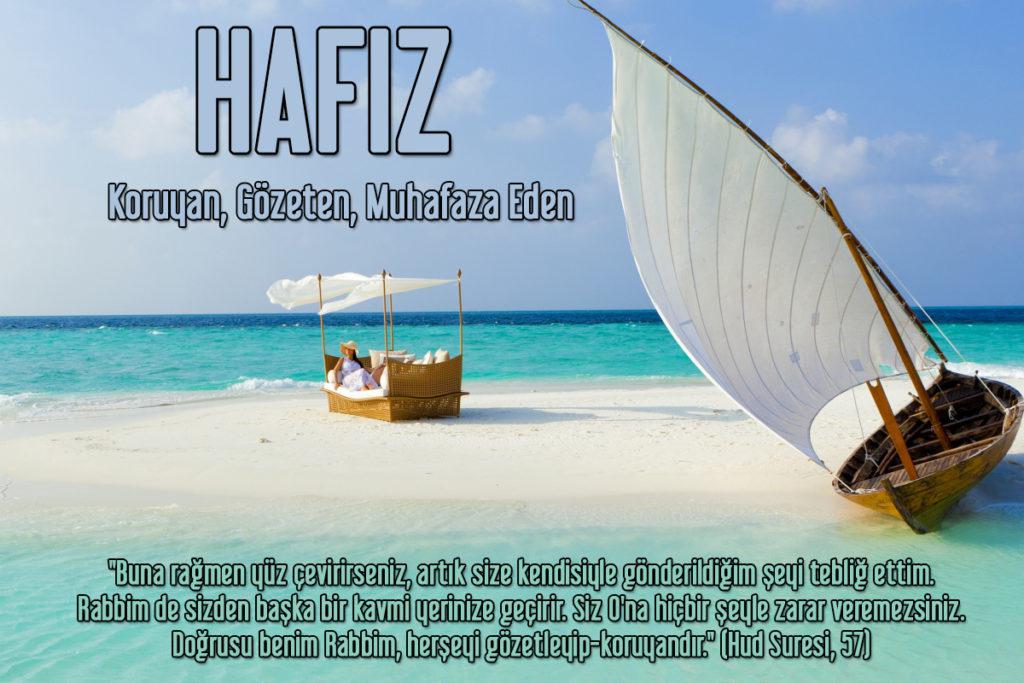 HAFIZ
Koruyan, Gözeten, Muhafaza Eden
"Buna rağmen yüz çevirirseniz, artık size kendisiyle gönderildiğim şeyi tebliğ ettim.
Rabbim de sizden başka bir kavmi yerinize geçirir. Siz O'na hiçbir şeyle zarar veremezsiniz.
Doğrusu benim Rabbim, herşeyi gözetleyip-koruyandır." (Hud Suresi, 57)